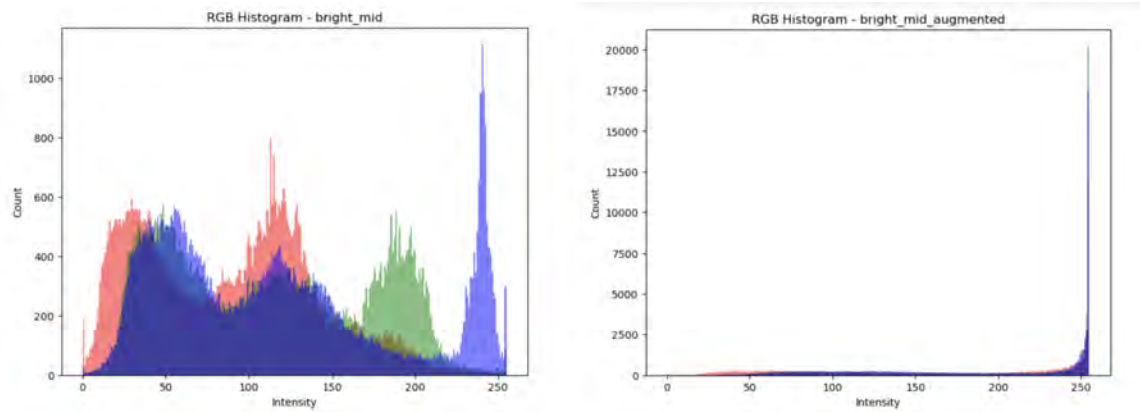 RGB Histogram - bright_mid
1000
800
600
400
200
0
Count
0 50 100 150 200 250
Intensity
RGB Histogram - bright_mid_augmented
20000
17500
15000
12500
10000
7500
5000
2500
0
Count
0 50 100 150 200 250
Intensity